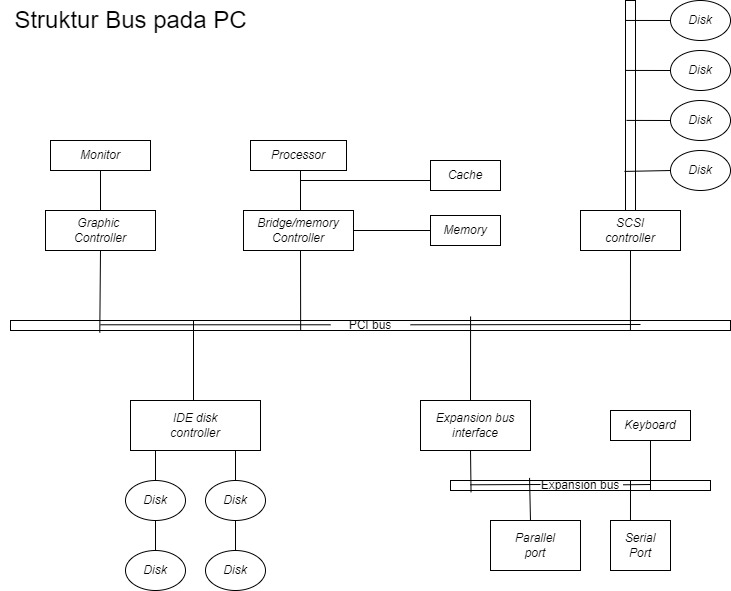 Struktur Bus pada PC
Disk
Disk
Disk
Disk
Monitor
Processor
Cache
Graphic
Controller
Bridge/memory
Controller
Memory
SCSI
controller
PCI bus
IDE disk
controller
Expansion bus
interface
Keyboard
Disk
Disk
Expansion bus
Parallel
port
Serial
Port
Disk
Disk